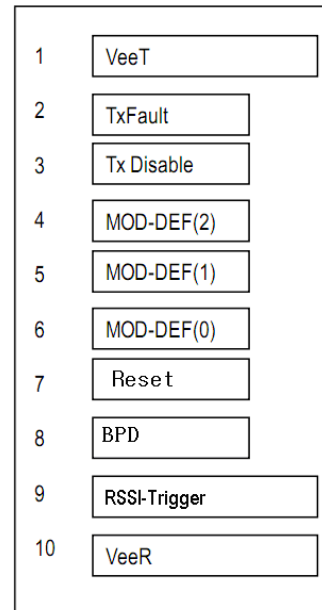 1 VeeT
2 TxFault
3 Tx Disable
4 MOD-DEF(2)
5 MOD-DEF(1)
6 MOD-DEF(0)
7 Reset
8 BPD
9 RSSI-Trigger
10 VeeR